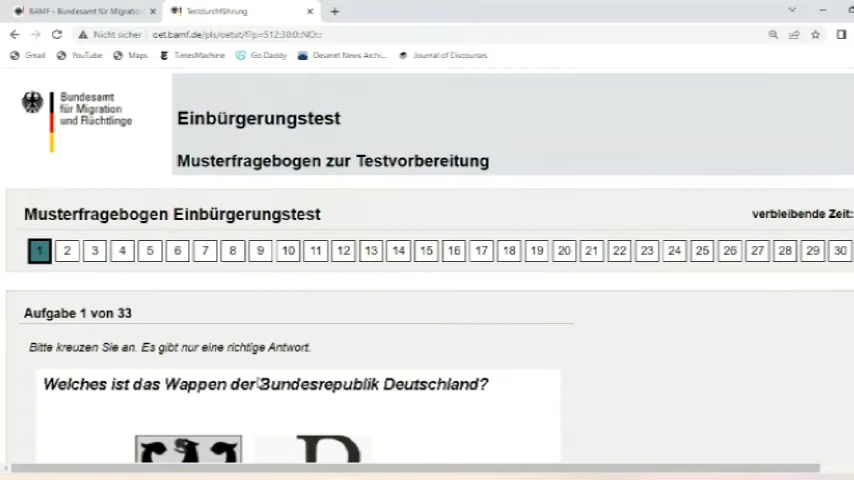 BAMF - Bundesamt für Migration
Testdurchführung
Nicht sicher oet.bamf.de/pls/oetut/f?p=512:30:0::NO::
Gmail YouTube Maps TimesMachine Go Daddy Deseret News Archi... Journal of Discourses
Bundesamt
für Migration
und Flüchtlinge
Einbürgerungstest
Musterfragebogen zur Testvorbereitung
Musterfragebogen Einbürgerungstest
verbleibende Zeit:
1 2 3 4 5 6 7 8 9 10 11 12 13 14 15 16 17 18 19 20 21 22 23 24 25 26 27 28 29 30
Aufgabe 1 von 33
Bitte kreuzen Sie an. Es gibt nur eine richtige Antwort.
Welches ist das Wappen der Bundesrepublik Deutschland?